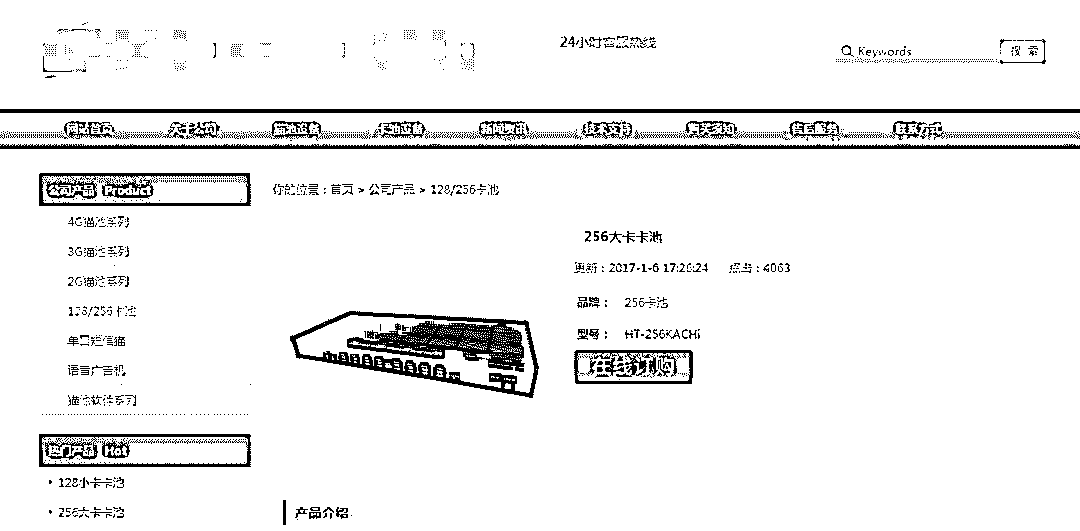 24小时客服热线
Keywords
搜 索
网站首页 关于公司 猫池设备 卡池设备 新闻资讯 技术支持 购买须知 售后服务 联系方式
公司产品 Product
你的位置：首页 > 公司产品 > 128/256卡池
4G猫池系列
3G猫池系列
2G猫池系列
128/256卡池
单口短信猫
语音广告机
猫池软件系列
256大卡卡池
更新：2017-1-6 17:26:24 点击：4063
品牌： 256卡池
型号： HT-256KACHI
在线订购
热门产品 Hot
• 128小卡卡池
• 256大卡卡池
产品介绍